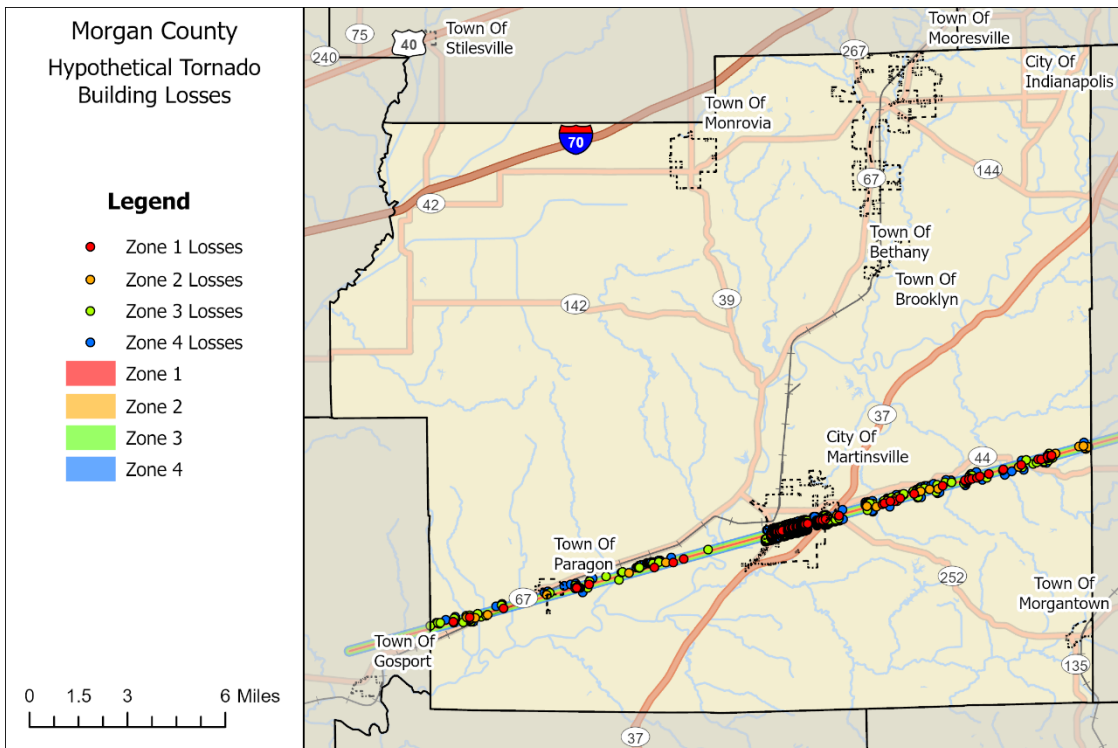 Morgan County
Hypothetical Tornado
Building Losses
Legend
Zone 1 Losses
Zone 2 Losses
Zone 3 Losses
Zone 4 Losses
Zone 1
Zone 2
Zone 3
Zone 4
0 1.5 3 6 Miles
75
40
240
Town Of
Stilesville
267
Town Of
Mooresville
City Of
Indianapolis
Town Of
Monrovia
70
144
67
42
Town Of
Bethany
Town Of
Brooklyn
142
39
37
City Of
Martinsville
44
Town Of
Paragon
67
252
Town Of
Morgantown
Town Of
Gosport
135
37